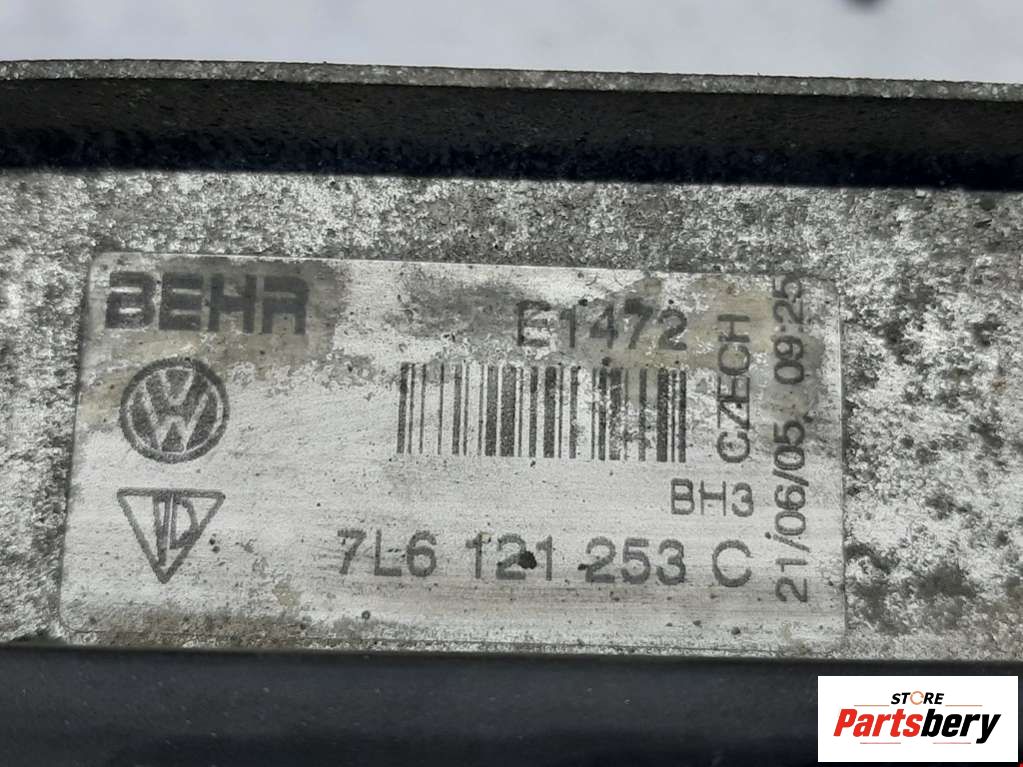 BEHR
E1472
CZECH
21/06/05 09:25
BH3
7L6 121 253 C
STORE
Partsbery